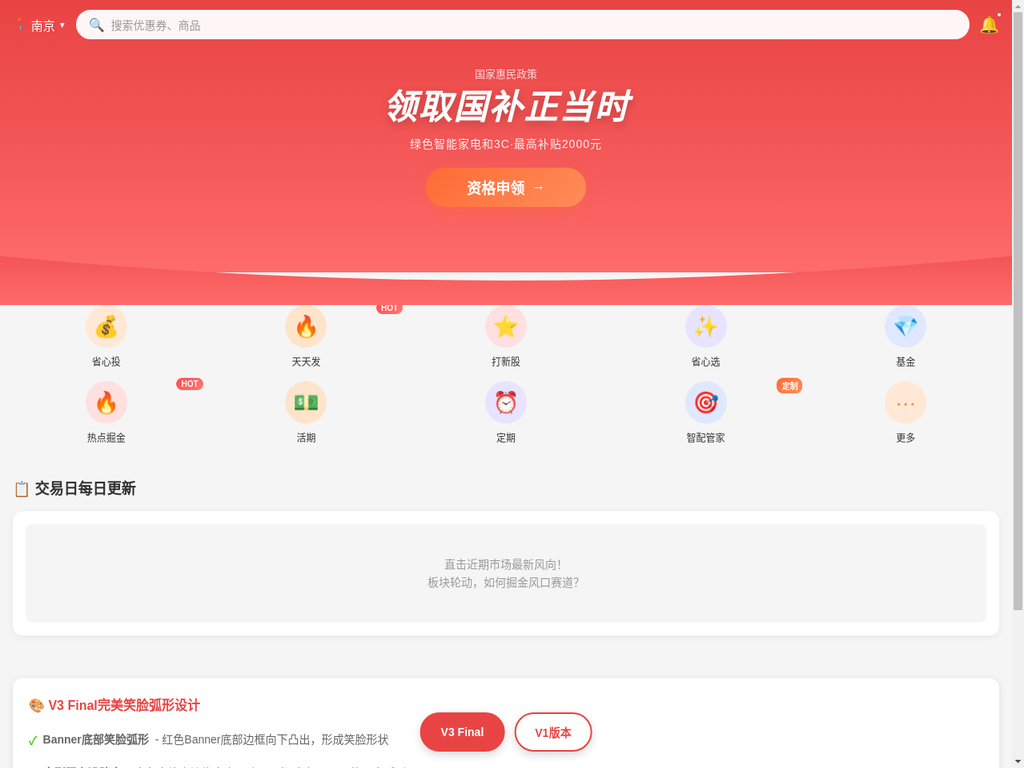 南京 ▼
搜索优惠券、商品
国家惠民政策
领取国补正当时
绿色智能家电和3C·最高补贴2000元
资格申领 →
HOT
省心投
天天发
打新股
省心选
基金
HOT
定制
热点掘金
活期
定期
智配管家
更多
交易日每日更新
直击近期市场最新风向！
板块轮动，如何掘金风口赛道？
V3 Final完美笑脸弧形设计
✓ Banner底部笑脸弧形 - 红色Banner底部边框向下凸出，形成笑脸形状
V3 Final
V1版本